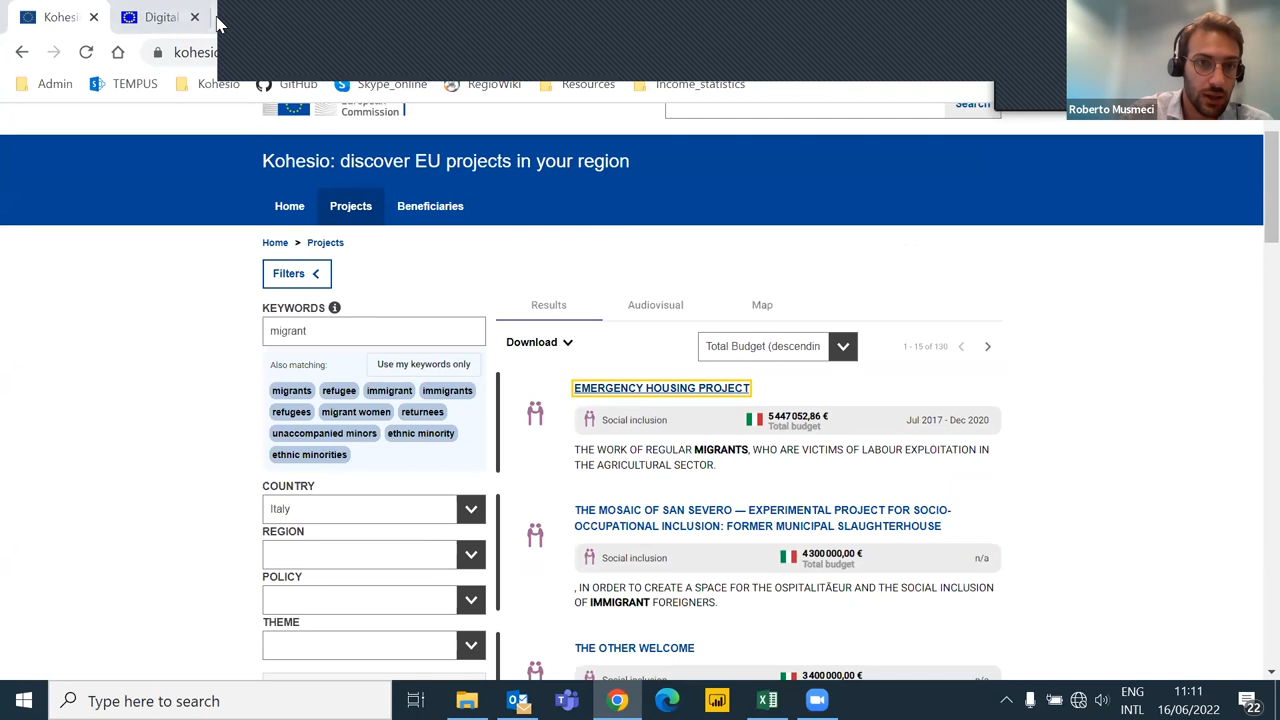 Kohesi
Digital
kohesio
Admin
TEMPUS
Kohesio
GitHub
Skype_online
RegioWiki
Resources
Income_statistics
Roberto Musmeci
European
Commission
Search
Kohesio: discover EU projects in your region
Home
Projects
Beneficiaries
Home > Projects
Filters
KEYWORDS
migrant
Also matching:
Use my keywords only
migrants
refugee
immigrant
immigrants
refugees
migrant women
returnees
unaccompanied minors
ethnic minority
ethnic minorities
COUNTRY
Italy
REGION
POLICY
THEME
Results
Audiovisual
Map
Download
Total Budget (descendin
1 - 15 of 130
EMERGENCY HOUSING PROJECT
Social inclusion
5 447 052,86 €
Total budget
Jul 2017 - Dec 2020
THE WORK OF REGULAR MIGRANTS, WHO ARE VICTIMS OF LABOUR EXPLOITATION IN
THE AGRICULTURAL SECTOR.
THE MOSAIC OF SAN SEVERO — EXPERIMENTAL PROJECT FOR SOCIO-
OCCUPATIONAL INCLUSION: FORMER MUNICIPAL SLAUGHTERHOUSE
Social inclusion
4 300 000,00 €
Total budget
n/a
, IN ORDER TO CREATE A SPACE FOR THE OSPITALITÃEUR AND THE SOCIAL INCLUSION
OF IMMIGRANT FOREIGNERS.
THE OTHER WELCOME
3 400 000,00 €
Type here to search
ENG
INTL
11:11
16/06/2022
22